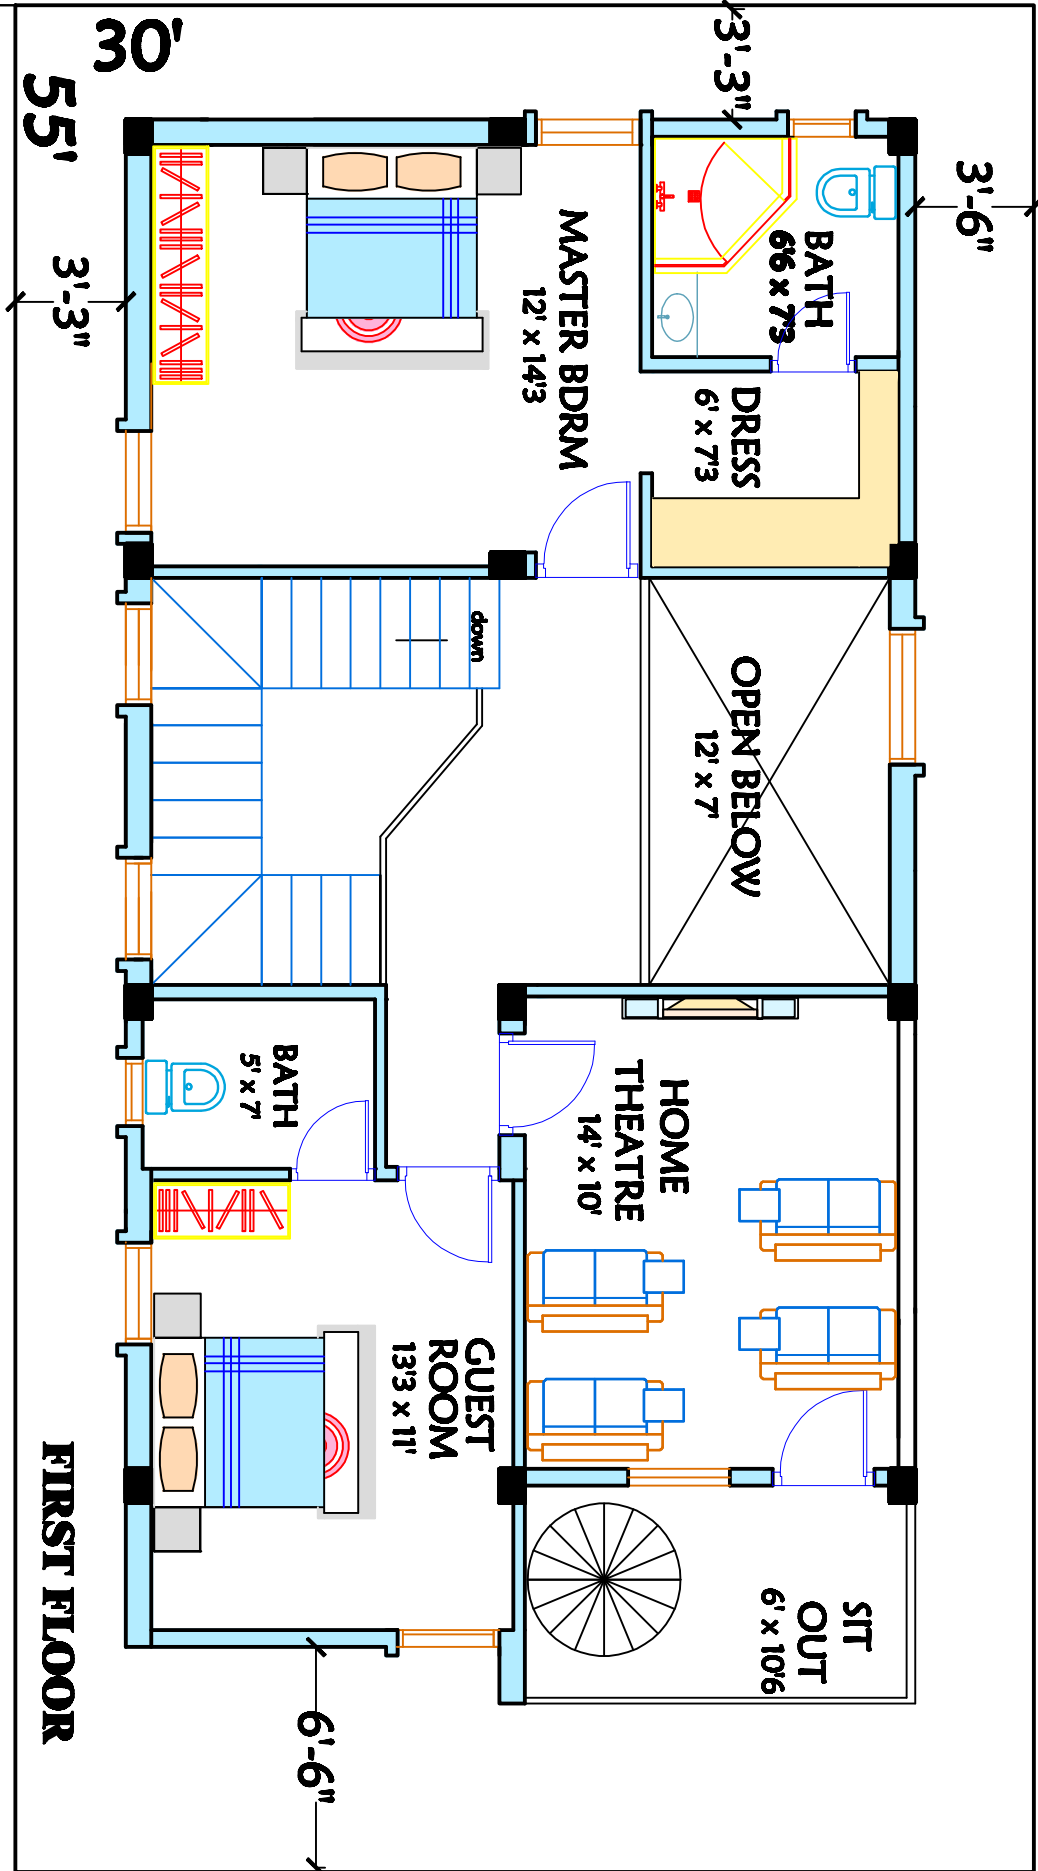 30'
55'
3'-3"
3'-6"
3'-3"
MASTER BDRM
12' x 14'3
BATH
6'6 x 7'3
DRESS
6' x 7'3
down
OPEN BELOW
12' x 7'
BATH
5' x 7'
HOME
THEATRE
14' x 10'
GUEST
ROOM
13'3 x 11'
SIT
OUT
6' x 10'6
6'-6"
FIRST FLOOR